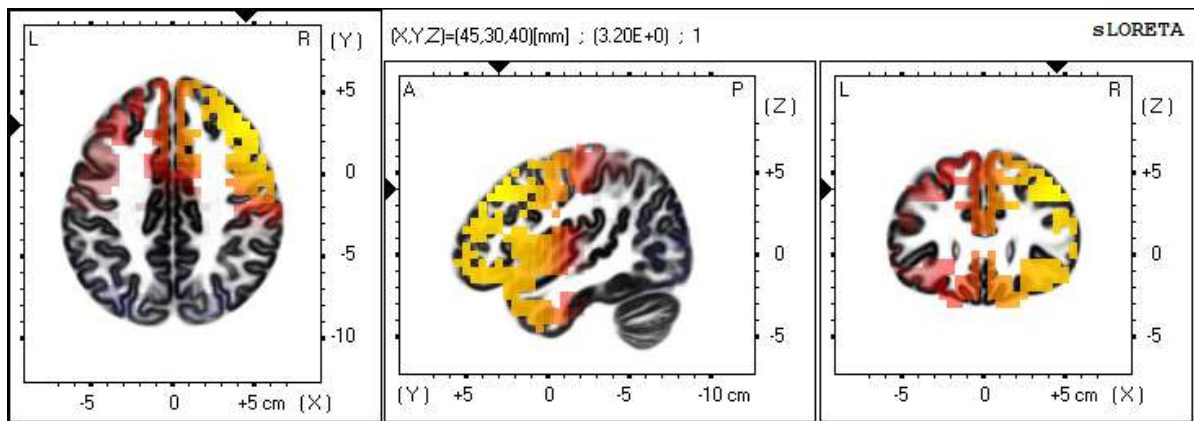 (X,Y,Z)=(45,30,40)[mm] ; (3.20E+0) ; 1
sLORETA
L R (Y)
+5
0
-5
-10
-5 0 +5 cm (X)
A P (Z)
+5
0
-5
(Y) +5 0 -5 -10 cm
L R (Z)
+5
0
-5
-5 0 +5 cm (X)